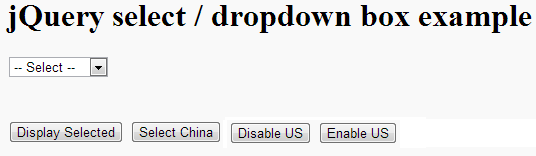 jQuery select / dropdown box example
-- Select --
Display Selected Select China Disable US Enable US